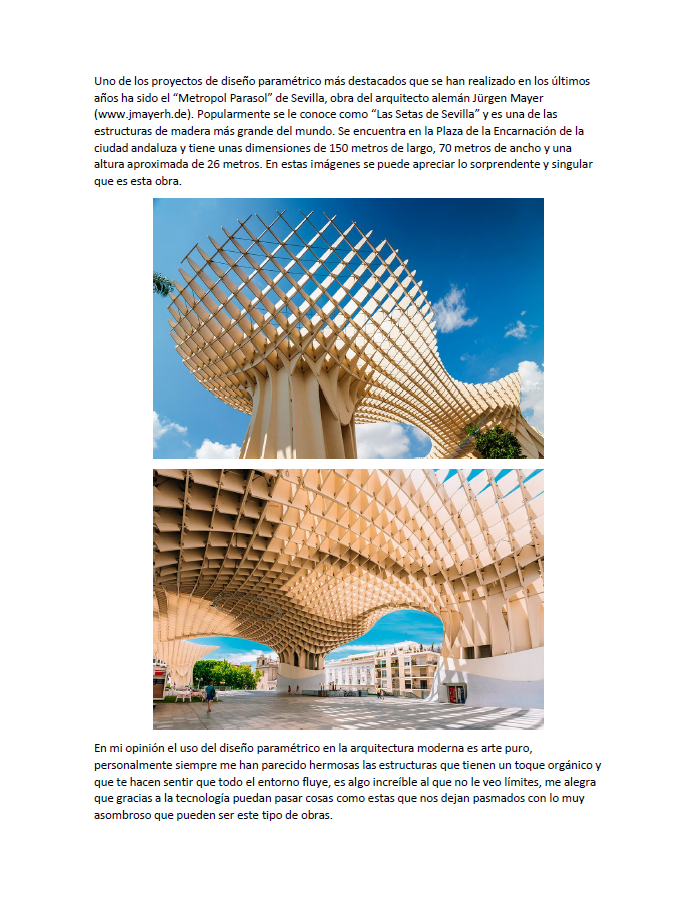 Uno de los proyectos de diseño paramétrico más destacados que se han realizado en los últimos
años ha sido el “Metropol Parasol” de Sevilla, obra del arquitecto alemán Jürgen Mayer
(www.jmayerh.de). Popularmente se le conoce como “Las Setas de Sevilla” y es una de las
estructuras de madera más grande del mundo. Se encuentra en la Plaza de la Encarnación de la
ciudad andaluza y tiene unas dimensiones de 150 metros de largo, 70 metros de ancho y una
altura aproximada de 26 metros. En estas imágenes se puede apreciar lo sorprendente y singular
que es esta obra.
En mi opinión el uso del diseño paramétrico en la arquitectura moderna es arte puro,
personalmente siempre me han parecido hermosas las estructuras que tienen un toque orgánico y
que te hacen sentir que todo el entorno fluye, es algo increíble al que no le veo límites, me alegra
que gracias a la tecnología puedan pasar cosas como estas que nos dejan pasmados con lo muy
asombroso que pueden ser este tipo de obras.